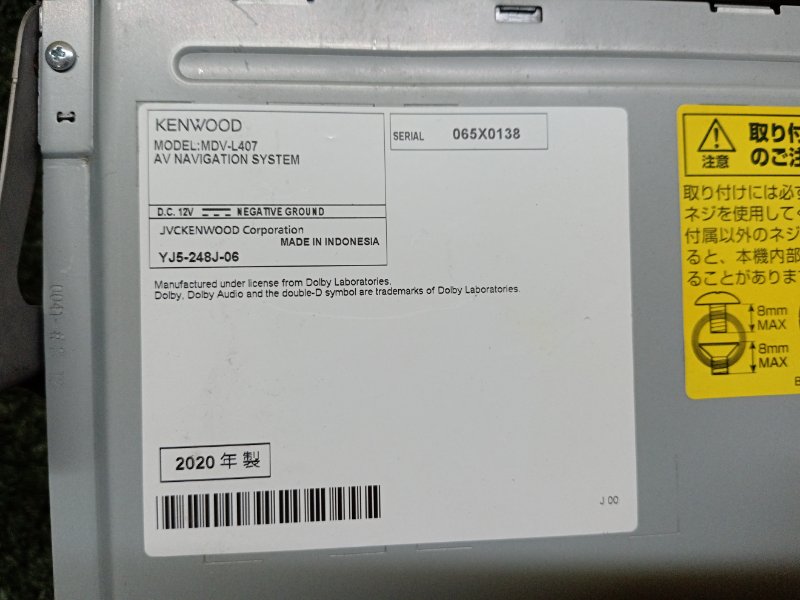 KENWOOD
MODEL:MDV-L407
AV NAVIGATION SYSTEM
D.C. 12V NEGATIVE GROUND
JVCKENWOOD Corporation
MADE IN INDONESIA
YJ5-248J-06
SERIAL 065X0138
Manufactured under license from Dolby Laboratories.
Dolby, Dolby Audio and the double-D symbol are trademarks of Dolby Laboratories.
2020 年 製
J 00
注意
取り付
のご注
取り付けには必ず
ネジを使用して
付属以外のネジ
ると、本機内部
ることがありま
8mm
MAX
8mm
MAX